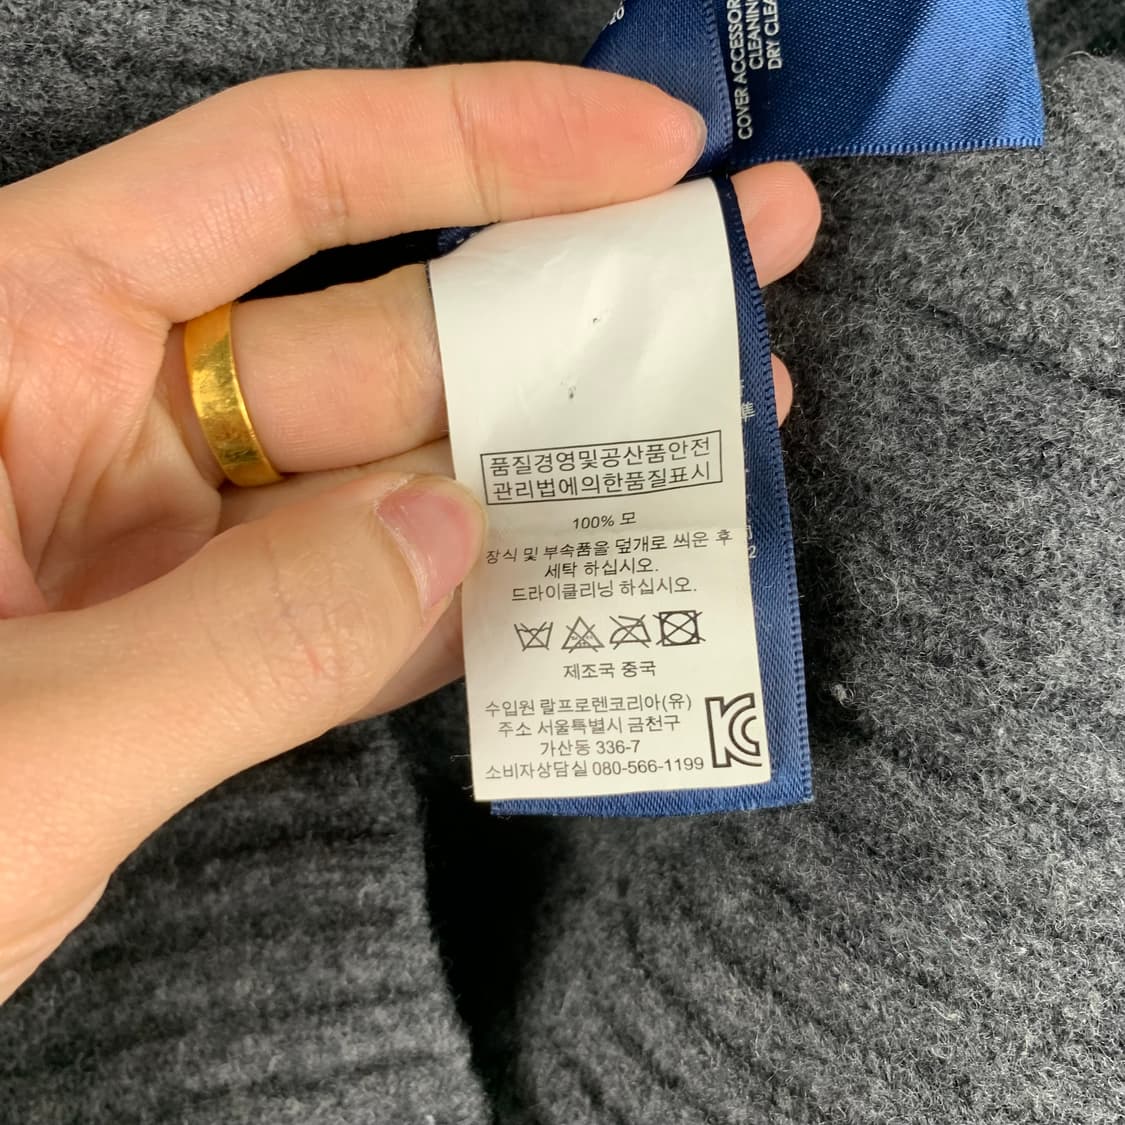 20
COVER ACCESSOR
CLEANIN
DRY CLEA
準
품질경영및공산품안전
관리법에의한품질표시
100% 모
장식 및 부속품을 덮개로 씌운 후
세탁 하십시오.
드라이클리닝 하십시오.
제조국 중국
수입원 랄프로렌코리아(유)
주소 서울특별시 금천구
가산동 336-7
소비자상담실 080-566-1199